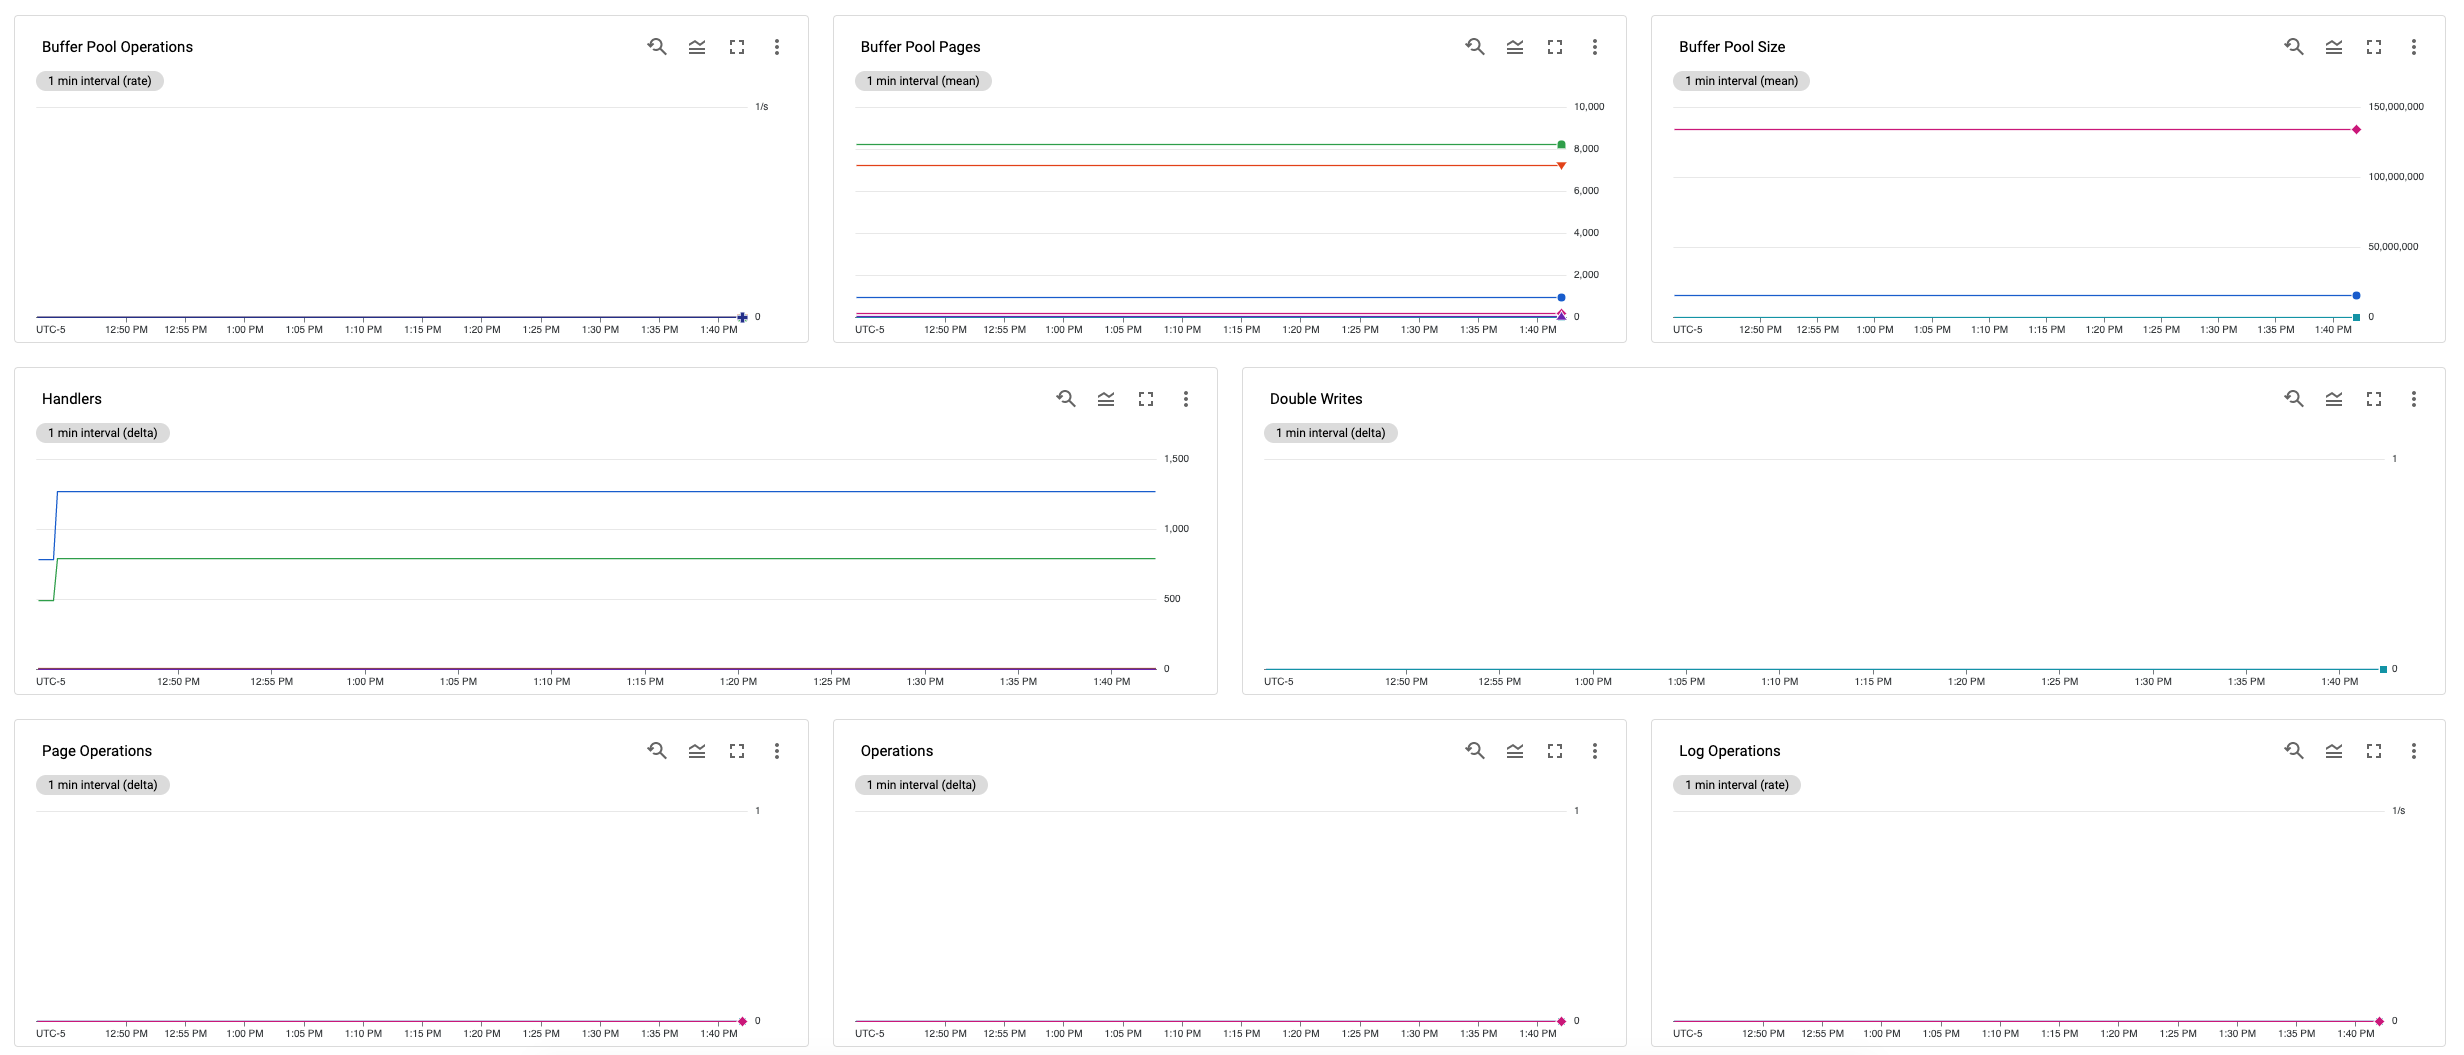 Buffer Pool Operations
1 min interval (rate)
1/s
0
UTC-5 12:50 PM 12:55 PM 1:00 PM 1:05 PM 1:10 PM 1:15 PM 1:20 PM 1:25 PM 1:30 PM 1:35 PM 1:40 PM
Buffer Pool Pages
1 min interval (mean)
10,000
8,000
6,000
4,000
2,000
0
UTC-5 12:50 PM 12:55 PM 1:00 PM 1:05 PM 1:10 PM 1:15 PM 1:20 PM 1:25 PM 1:30 PM 1:35 PM 1:40 PM
Buffer Pool Size
1 min interval (mean)
150,000,000
100,000,000
50,000,000
0
UTC-5 12:50 PM 12:55 PM 1:00 PM 1:05 PM 1:10 PM 1:15 PM 1:20 PM 1:25 PM 1:30 PM 1:35 PM 1:40 PM
Handlers
1 min interval (delta)
1,500
1,000
500
0
UTC-5 12:50 PM 12:55 PM 1:00 PM 1:05 PM 1:10 PM 1:15 PM 1:20 PM 1:25 PM 1:30 PM 1:35 PM 1:40 PM
Double Writes
1 min interval (delta)
1
0
UTC-5 12:50 PM 12:55 PM 1:00 PM 1:05 PM 1:10 PM 1:15 PM 1:20 PM 1:25 PM 1:30 PM 1:35 PM 1:40 PM
Page Operations
1 min interval (delta)
1
0
UTC-5 12:50 PM 12:55 PM 1:00 PM 1:05 PM 1:10 PM 1:15 PM 1:20 PM 1:25 PM 1:30 PM 1:35 PM 1:40 PM
Operations
1 min interval (delta)
1
0
UTC-5 12:50 PM 12:55 PM 1:00 PM 1:05 PM 1:10 PM 1:15 PM 1:20 PM 1:25 PM 1:30 PM 1:35 PM 1:40 PM
Log Operations
1 min interval (rate)
1/s
0
UTC-5 12:50 PM 12:55 PM 1:00 PM 1:05 PM 1:10 PM 1:15 PM 1:20 PM 1:25 PM 1:30 PM 1:35 PM 1:40 PM